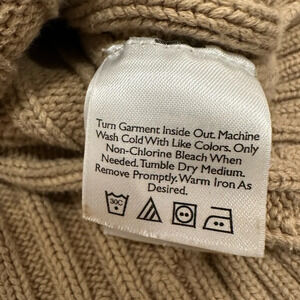 Turn Garment Inside Out. Machine
Wash Cold With Like Colors. Only
Non-Chlorine Bleach When
Needed. Tumble Dry Medium.
Remove Promptly. Warm Iron As
Desired.
30C